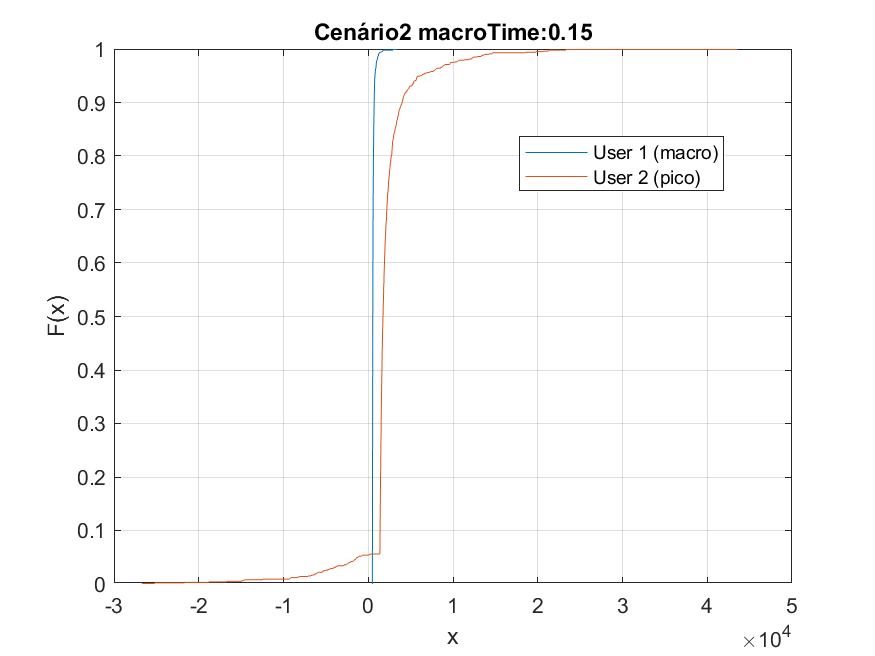 Cenário2 macroTime:0.15
1
0.9
0.8
0.7
0.6
0.5
0.4
0.3
0.2
0.1
0
F(x)
User 1 (macro)
User 2 (pico)
-3 -2 -1 0 1 2 3 4 5
x
×10⁴